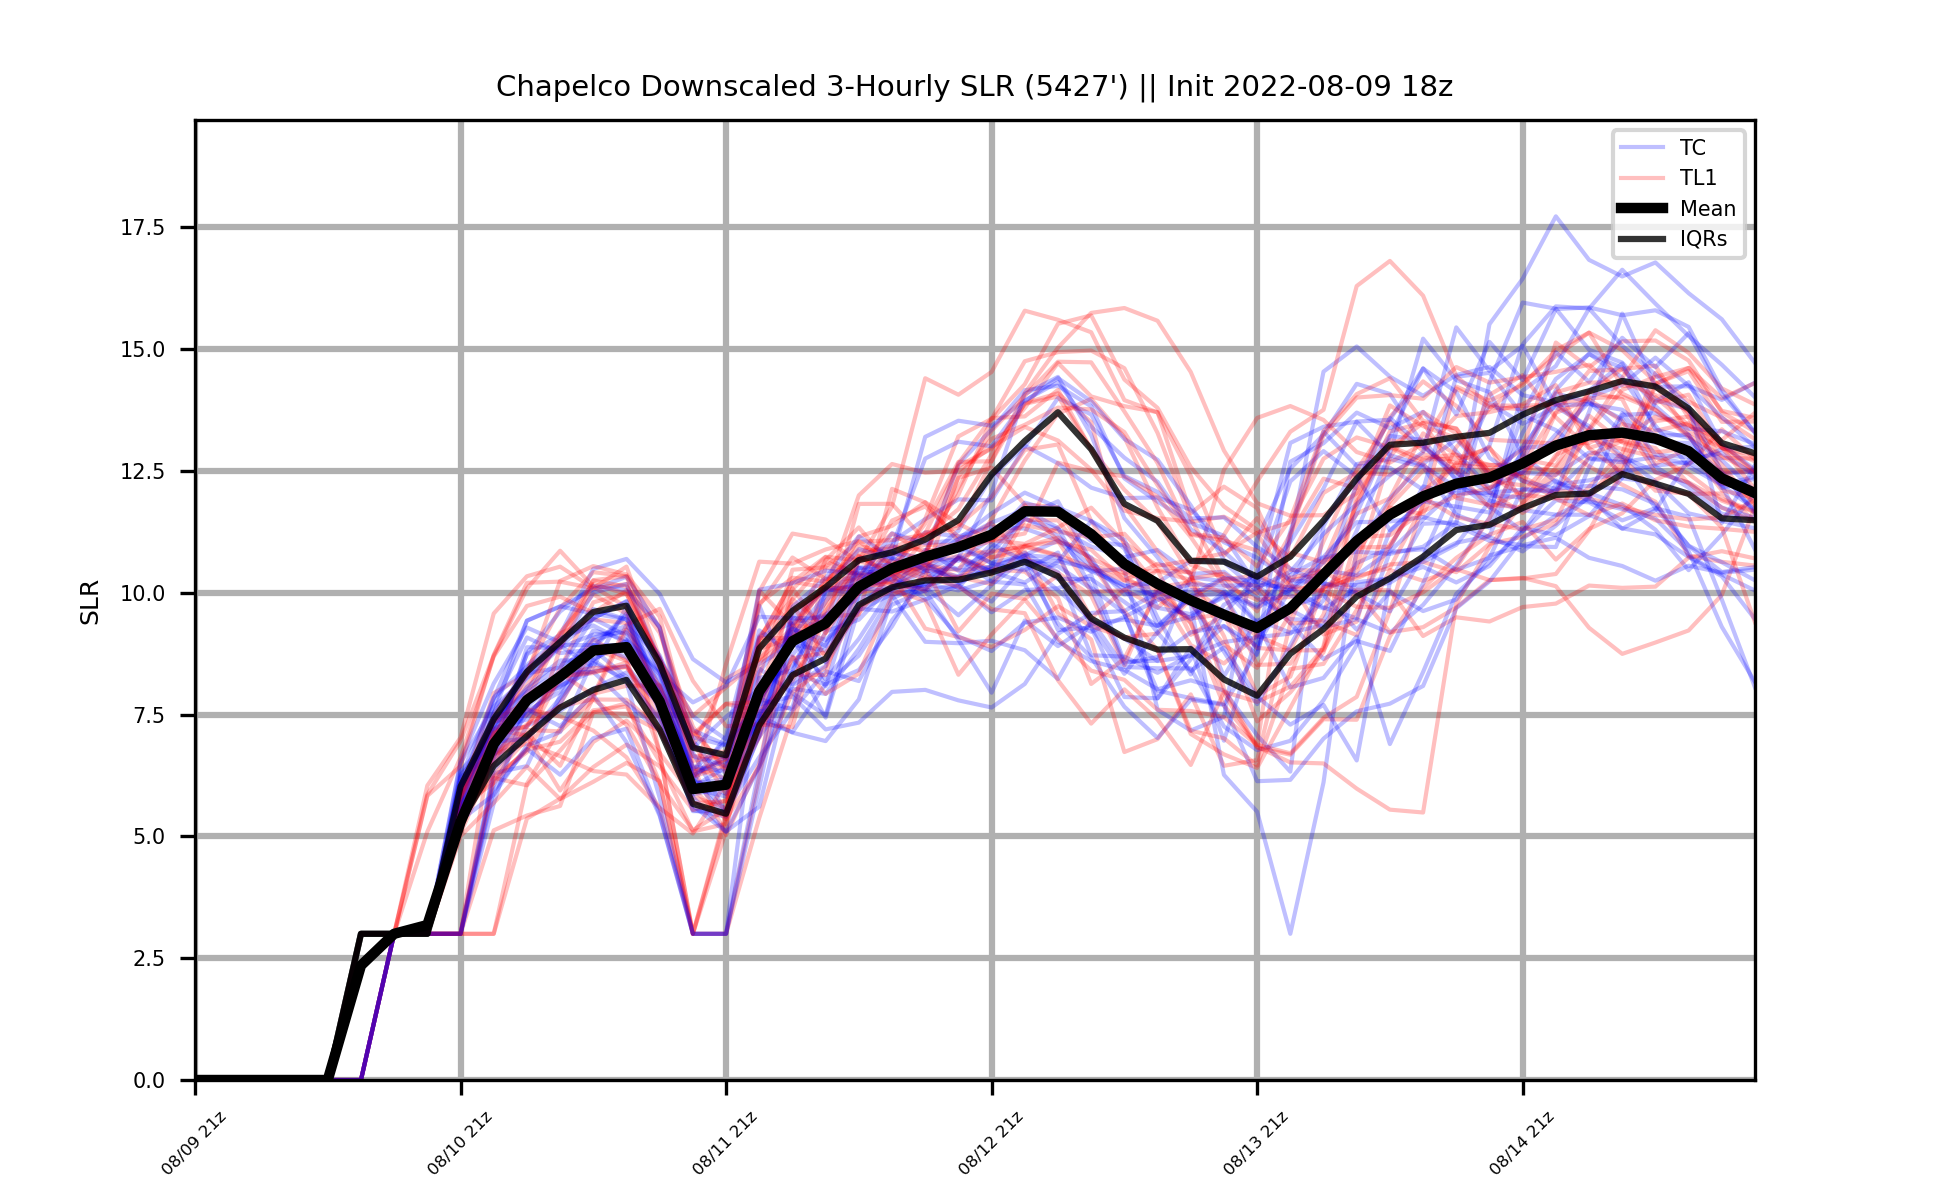 Chapelco Downscaled 3-Hourly SLR (5427') || Init 2022-08-09 18z
TC
TL1
Mean
IQRs
SLR
17.5
15.0
12.5
10.0
7.5
5.0
2.5
0.0
08/09 21z
08/10 21z
08/11 21z
08/12 21z
08/13 21z
08/14 21z